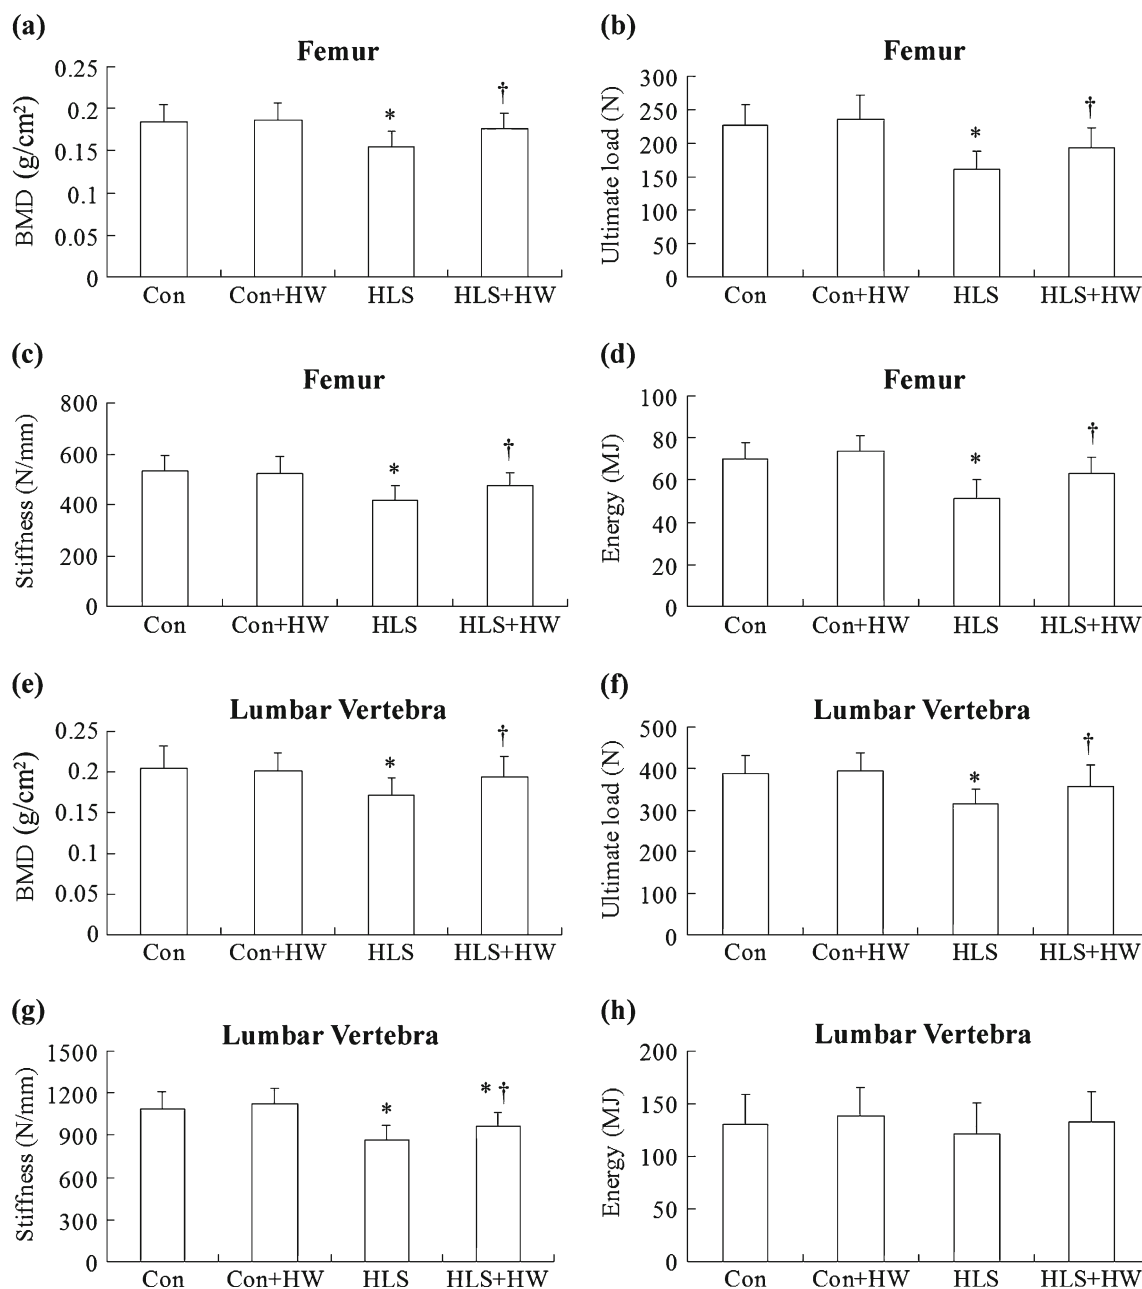 (a)
Femur
BMD (g/cm²)
0.25
0.2
0.15
0.1
0.05
0
* †
Con Con+HW HLS HLS+HW
(b)
Femur
Ultimate load (N)
300
250
200
150
100
50
0
* †
Con Con+HW HLS HLS+HW
(c)
Femur
Stiffness (N/mm)
800
600
400
200
0
* †
Con Con+HW HLS HLS+HW
(d)
Femur
Energy (MJ)
100
80
60
40
20
0
* †
Con Con+HW HLS HLS+HW
(e)
Lumbar Vertebra
BMD (g/cm²)
0.25
0.2
0.15
0.1
0.05
0
* †
Con Con+HW HLS HLS+HW
(f)
Lumbar Vertebra
Ultimate load (N)
500
400
300
200
100
0
* †
Con Con+HW HLS HLS+HW
(g)
Lumbar Vertebra
Stiffness (N/mm)
1500
1200
900
600
300
0
* * †
Con Con+HW HLS HLS+HW
(h)
Lumbar Vertebra
Energy (MJ)
200
150
100
50
0
Con Con+HW HLS HLS+HW